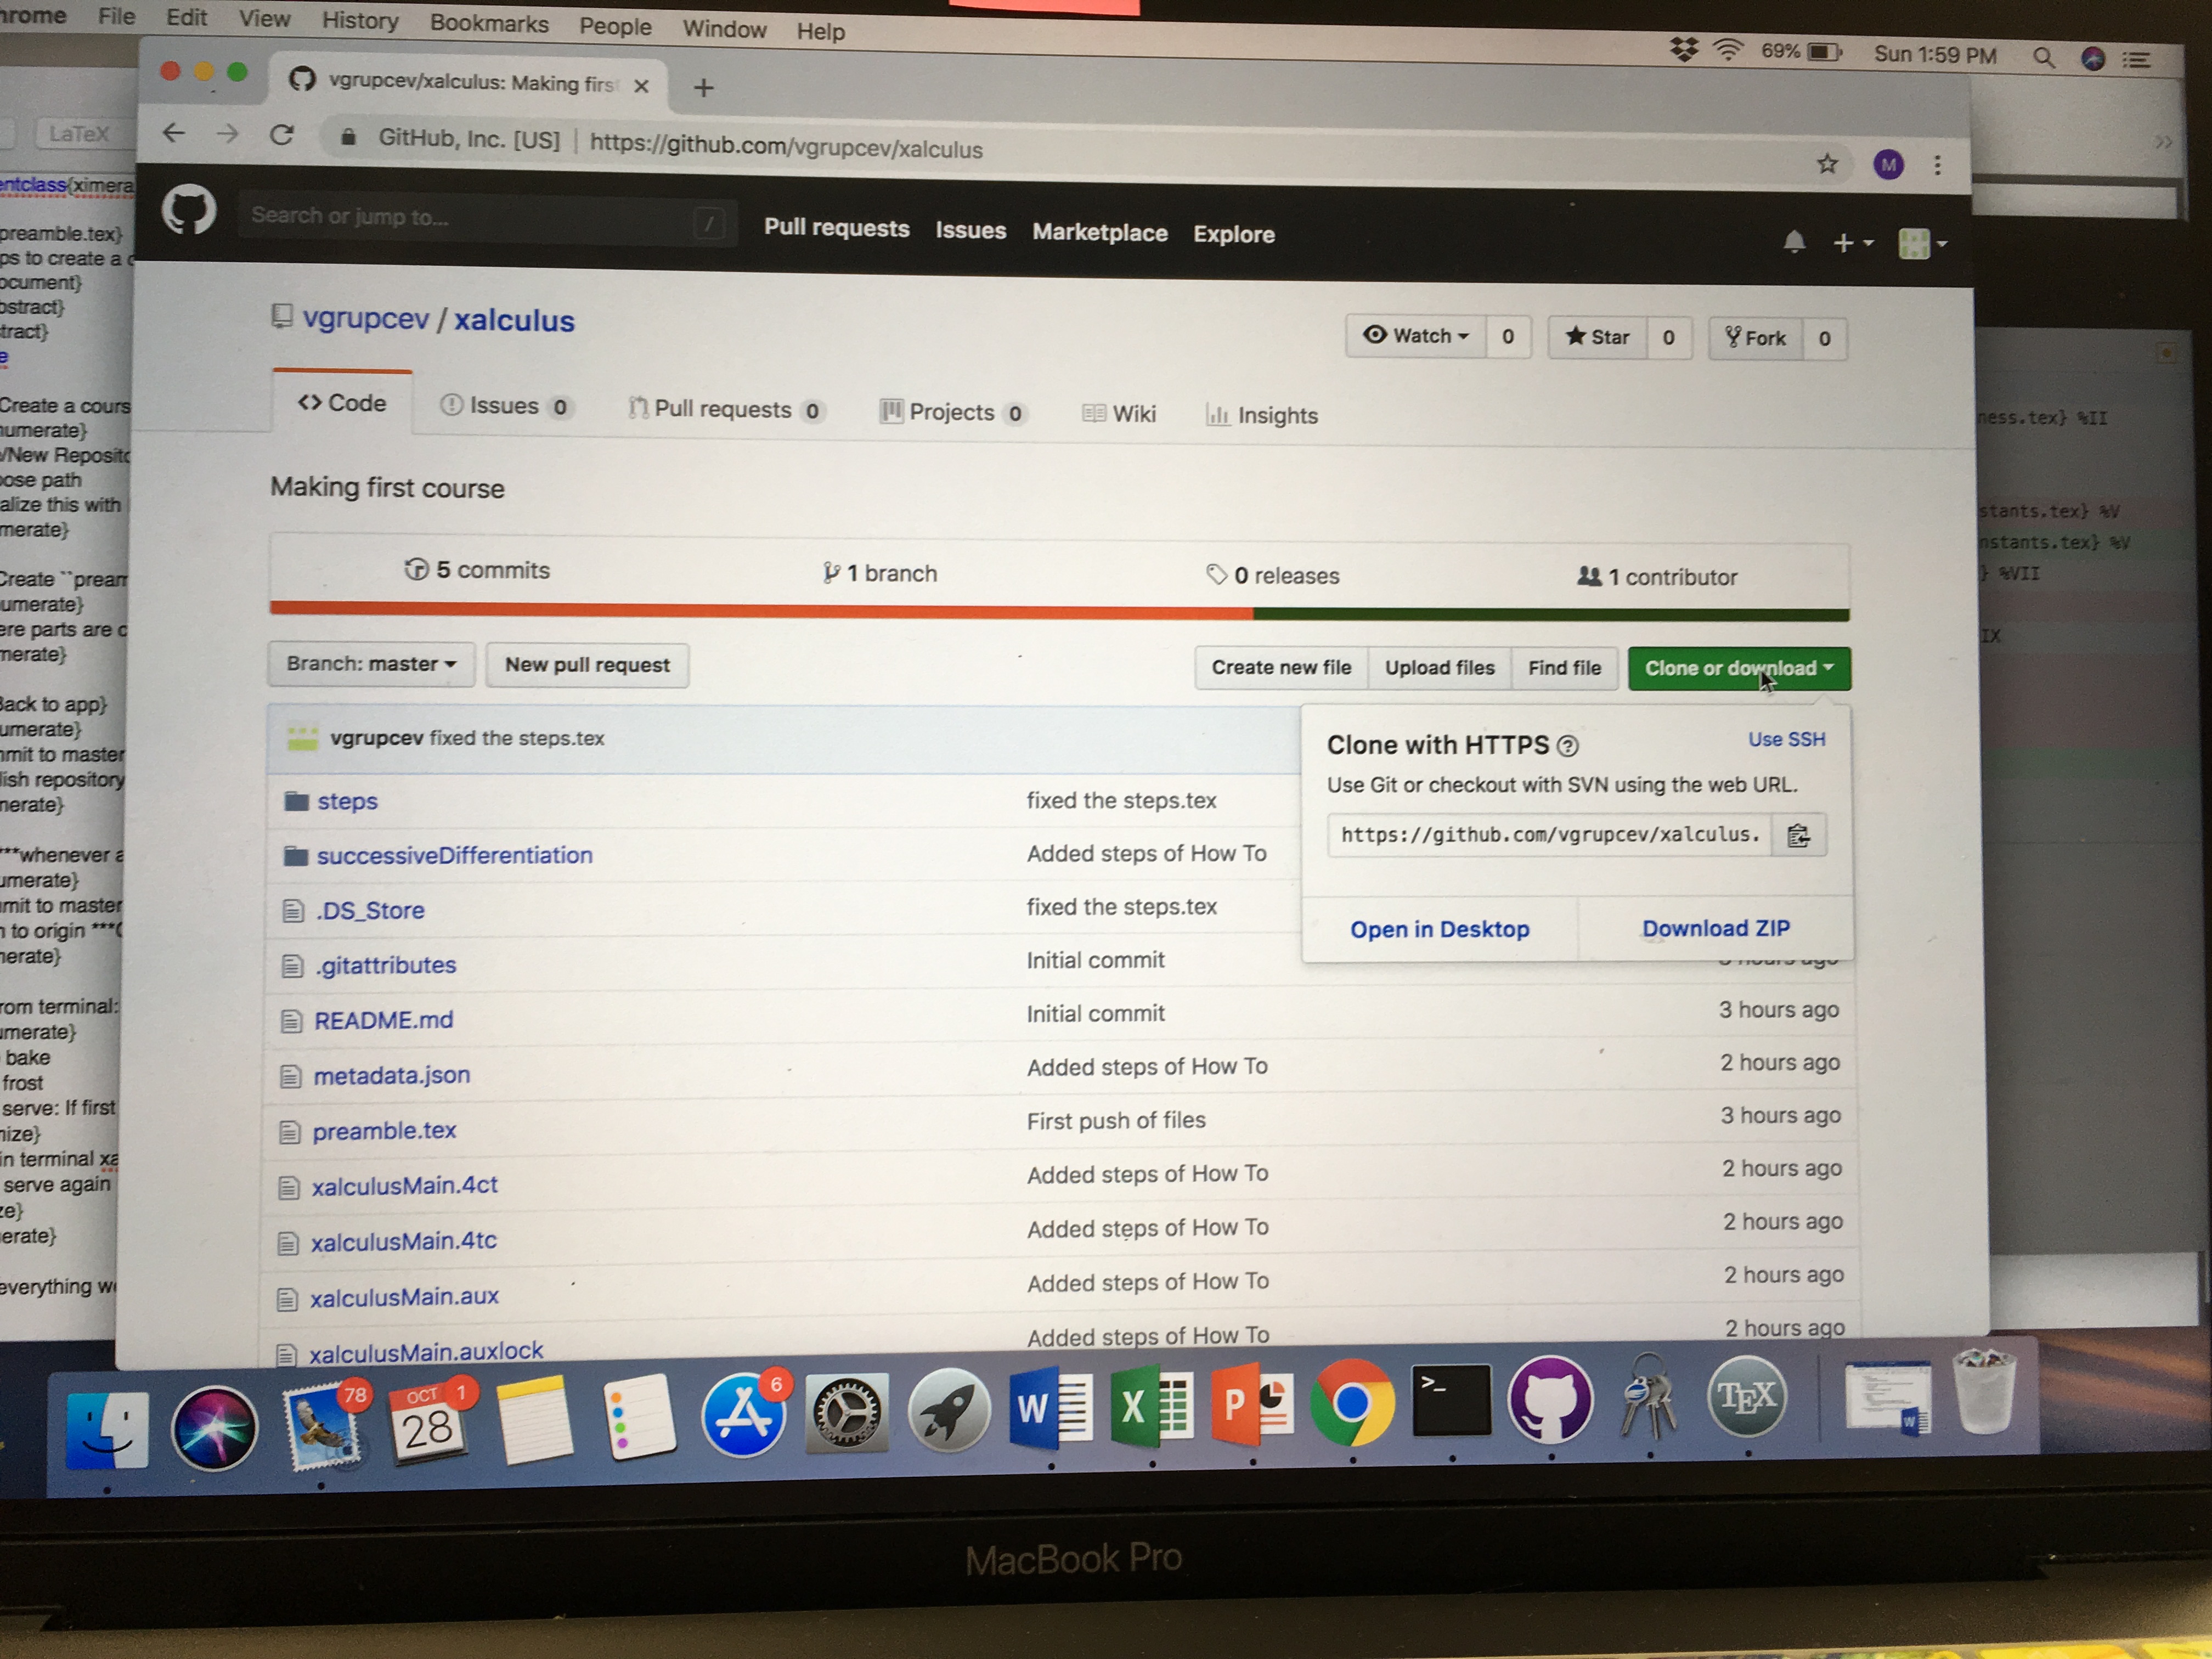 hrome File Edit View History Bookmarks People Window Help 69% Sun 1:59 PM
vgrupcev/xalculus: Making firs
LaTeX
GitHub, Inc. [US] | https://github.com/vgrupcev/xalculus
M
Search or jump to... /
Pull requests Issues Marketplace Explore
vgrupcev / xalculus
Watch 0 Star 0 Fork 0
Code Issues 0 Pull requests 0 Projects 0 Wiki Insights
Making first course
5 commits 1 branch 0 releases 1 contributor
Branch: master New pull request Create new file Upload files Find file Clone or download
vgrupcev fixed the steps.tex
Clone with HTTPS Use SSH
Use Git or checkout with SVN using the web URL.
https://github.com/vgrupcev/xalculus.
Open in Desktop Download ZIP
steps fixed the steps.tex
successiveDifferentiation Added steps of How To
.DS_Store fixed the steps.tex
.gitattributes Initial commit
README.md Initial commit 3 hours ago
metadata.json Added steps of How To 2 hours ago
preamble.tex First push of files 3 hours ago
xalculusMain.4ct Added steps of How To 2 hours ago
xalculusMain.4tc Added steps of How To 2 hours ago
xalculusMain.aux Added steps of How To 2 hours ago
xalculusMain.auxlock Added steps of How To 2 hours ago
entclass{ximera
preamble.tex}
ps to create a c
ocument}
ostract}
tract}
e
Create a cours
numerate}
/New Reposito
oose path
alize this with
merate}
Create ``pream
umerate}
ere parts are c
merate}
Back to app}
umerate}
mmit to master
lish repository
merate}
***whenever a
umerate}
mmit to master
n to origin ***(
nerate}
rom terminal:
umerate}
bake
frost
serve: If first
nize}
in terminal xa
serve again
ze}
erate}
everything we
ness.tex} %II
stants.tex} %V
nstants.tex} %V
} %VII
IX
78
OCT 1
28
6
W
X
P
>_
TEX
W
MacBook Pro